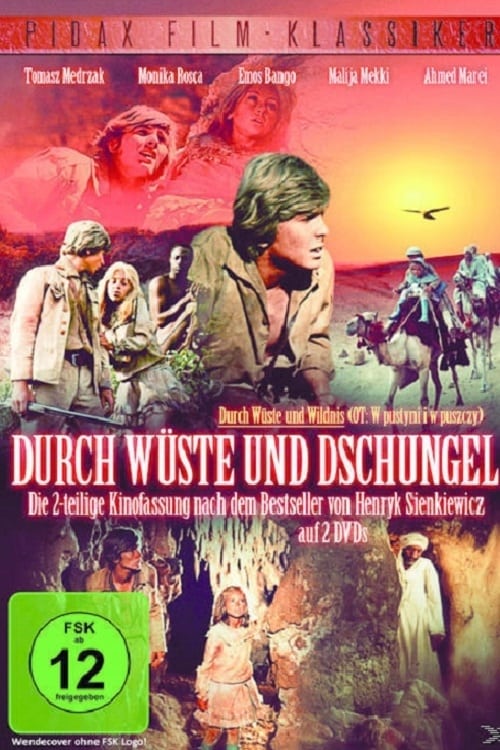 PIDAX FILM-KLASSIKER
Tomasz Medrzak Monika Rosca Emos Bango Malija Mekki Ahmed Marei
Durch Wüste und Wildnis (OT: W pustyni i w puszczy)
DURCH WÜSTE UND DSCHUNGEL
Die 2-teilige Kinofassung nach dem Bestseller von Henryk Sienkiewicz
auf 2 DVDs
FSK
ab
12
freigegeben
Wendecover ohne FSK Logo!